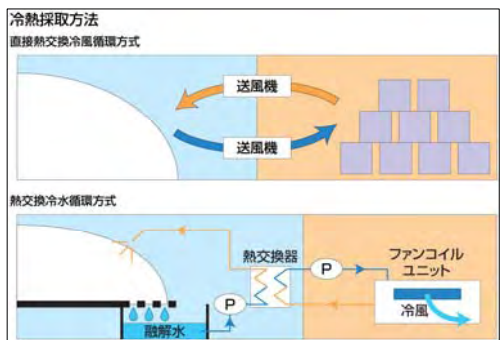 冷熱採取方法
直接熱交換冷風循環方式
送風機
送風機
熱交換冷水循環方式
熱交換器
P
ファンコイル
ユニット
P
冷風
融解水